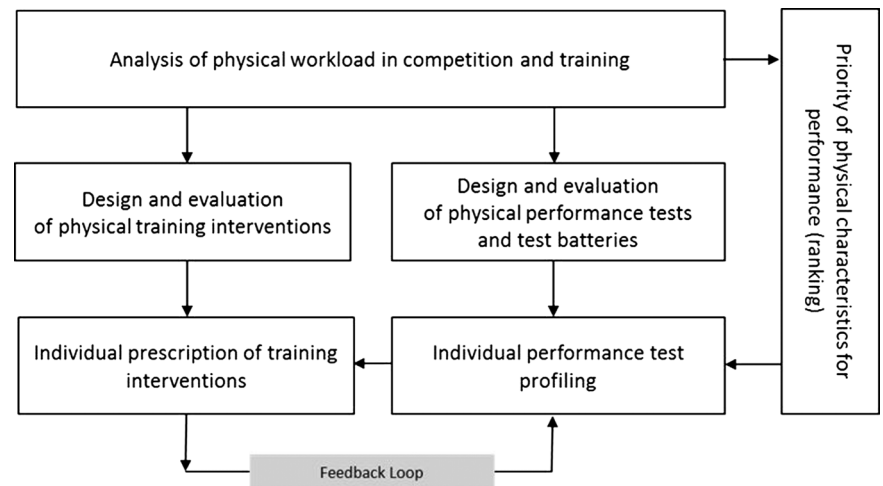 Analysis of physical workload in competition and training
Priority of physical characteristics for
performance (ranking)
Design and evaluation
of physical training interventions
Design and evaluation
of physical performance tests
and test batteries
Individual prescription of training
interventions
Individual performance test
profiling
Feedback Loop